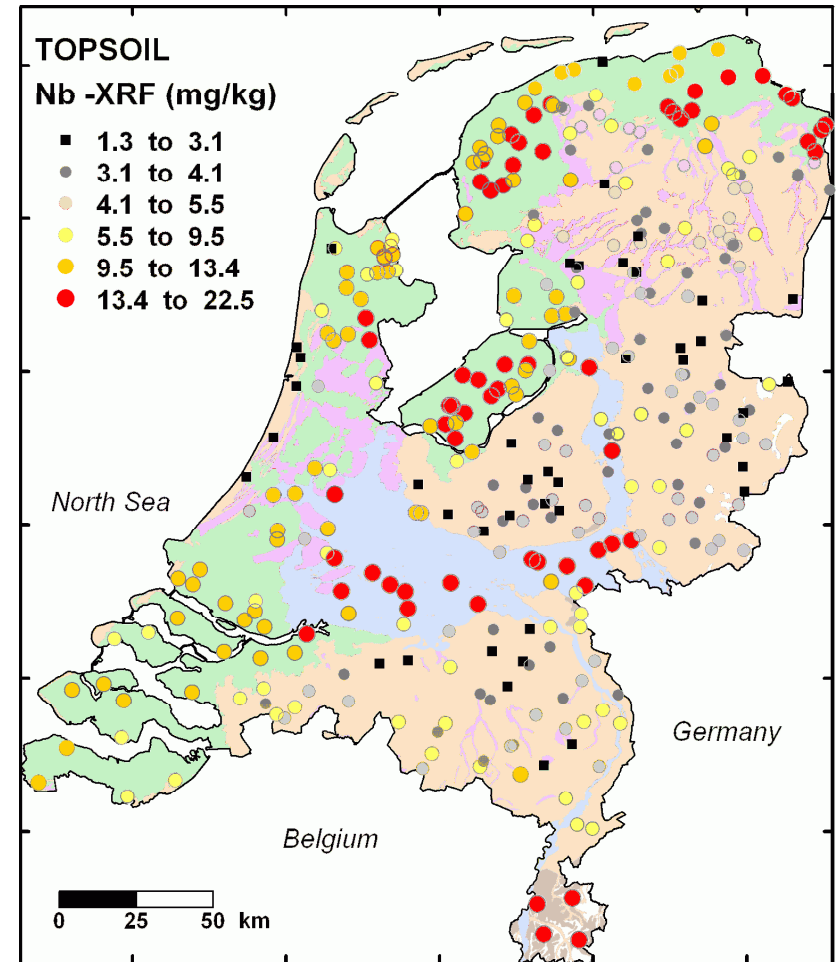 TOPSOIL
Nb -XRF (mg/kg)
1.3 to 3.1
3.1 to 4.1
4.1 to 5.5
5.5 to 9.5
9.5 to 13.4
13.4 to 22.5
North Sea
Germany
Belgium
0 25 50 km